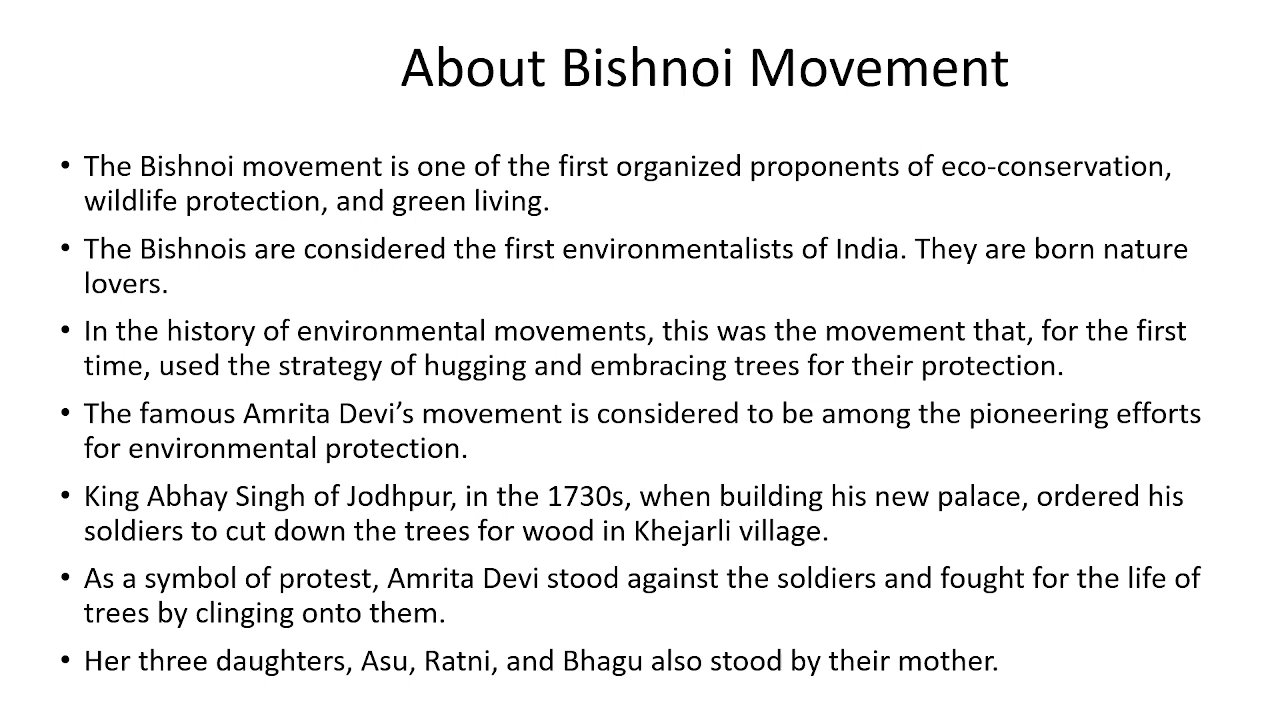 About Bishnoi Movement
• The Bishnoi movement is one of the first organized proponents of eco-conservation,
wildlife protection, and green living.
• The Bishnois are considered the first environmentalists of India. They are born nature
lovers.
• In the history of environmental movements, this was the movement that, for the first
time, used the strategy of hugging and embracing trees for their protection.
• The famous Amrita Devi’s movement is considered to be among the pioneering efforts
for environmental protection.
• King Abhay Singh of Jodhpur, in the 1730s, when building his new palace, ordered his
soldiers to cut down the trees for wood in Khejarli village.
• As a symbol of protest, Amrita Devi stood against the soldiers and fought for the life of
trees by clinging onto them.
• Her three daughters, Asu, Ratni, and Bhagu also stood by their mother.